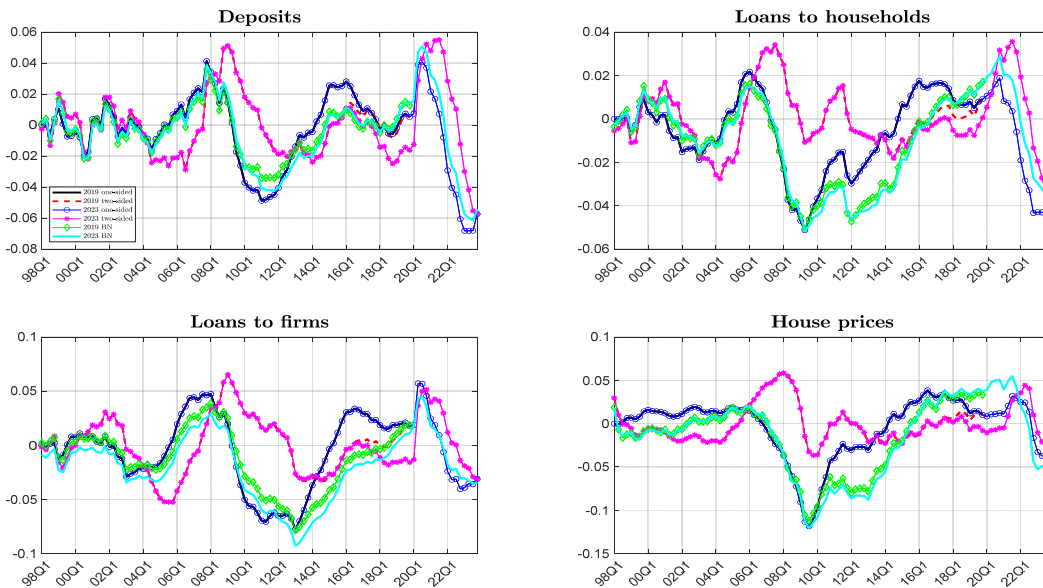 Deposits
0.06
0.04
0.02
0
-0.02
-0.04
-0.06
-0.08
2019 one-sided
2019 two-sided
2023 one-sided
2023 two-sided
2019 BN
2023 BN
98Q1 00Q1 02Q1 04Q1 06Q1 08Q1 10Q1 12Q1 14Q1 16Q1 18Q1 20Q1 22Q1
Loans to households
0.04
0.02
0
-0.02
-0.04
-0.06
98Q1 00Q1 02Q1 04Q1 06Q1 08Q1 10Q1 12Q1 14Q1 16Q1 18Q1 20Q1 22Q1
Loans to firms
0.1
0.05
0
-0.05
-0.1
98Q1 00Q1 02Q1 04Q1 06Q1 08Q1 10Q1 12Q1 14Q1 16Q1 18Q1 20Q1 22Q1
House prices
0.1
0.05
0
-0.05
-0.1
-0.15
98Q1 00Q1 02Q1 04Q1 06Q1 08Q1 10Q1 12Q1 14Q1 16Q1 18Q1 20Q1 22Q1